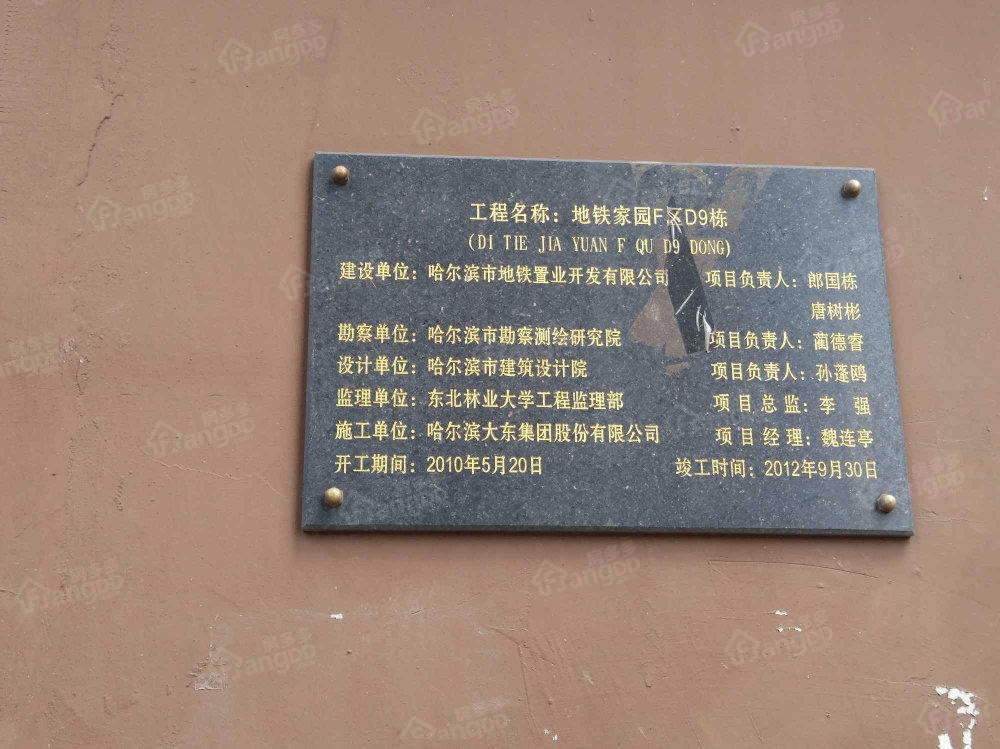 工程名称：地铁家园F区D9栋
(DI TIE JIA YUAN F QU D9 DONG)
建设单位：哈尔滨市地铁置业开发有限公司 项目负责人：郎国栋
唐树彬
勘察单位：哈尔滨市勘察测绘研究院 项目负责人：蔺德睿
设计单位：哈尔滨市建筑设计院 项目负责人：孙蓬鸥
监理单位：东北林业大学工程监理部 项目总监：李强
施工单位：哈尔滨大东集团股份有限公司 项目经理：魏连亭
开工期间：2010年5月20日 竣工时间：2012年9月30日
房多多
Fangdd